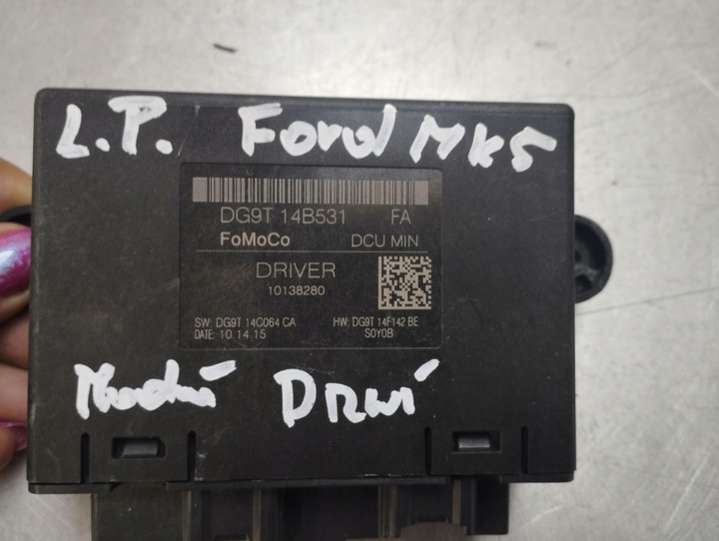 L.P. Ford MK5
DG9T 14B531 FA
FoMoCo DCU MIN
DRIVER
10138280
SW: DG9T 14C064 CA HW: DG9T 14F142 BE
DATE: 10.14.15 S0Y0B
Drwi